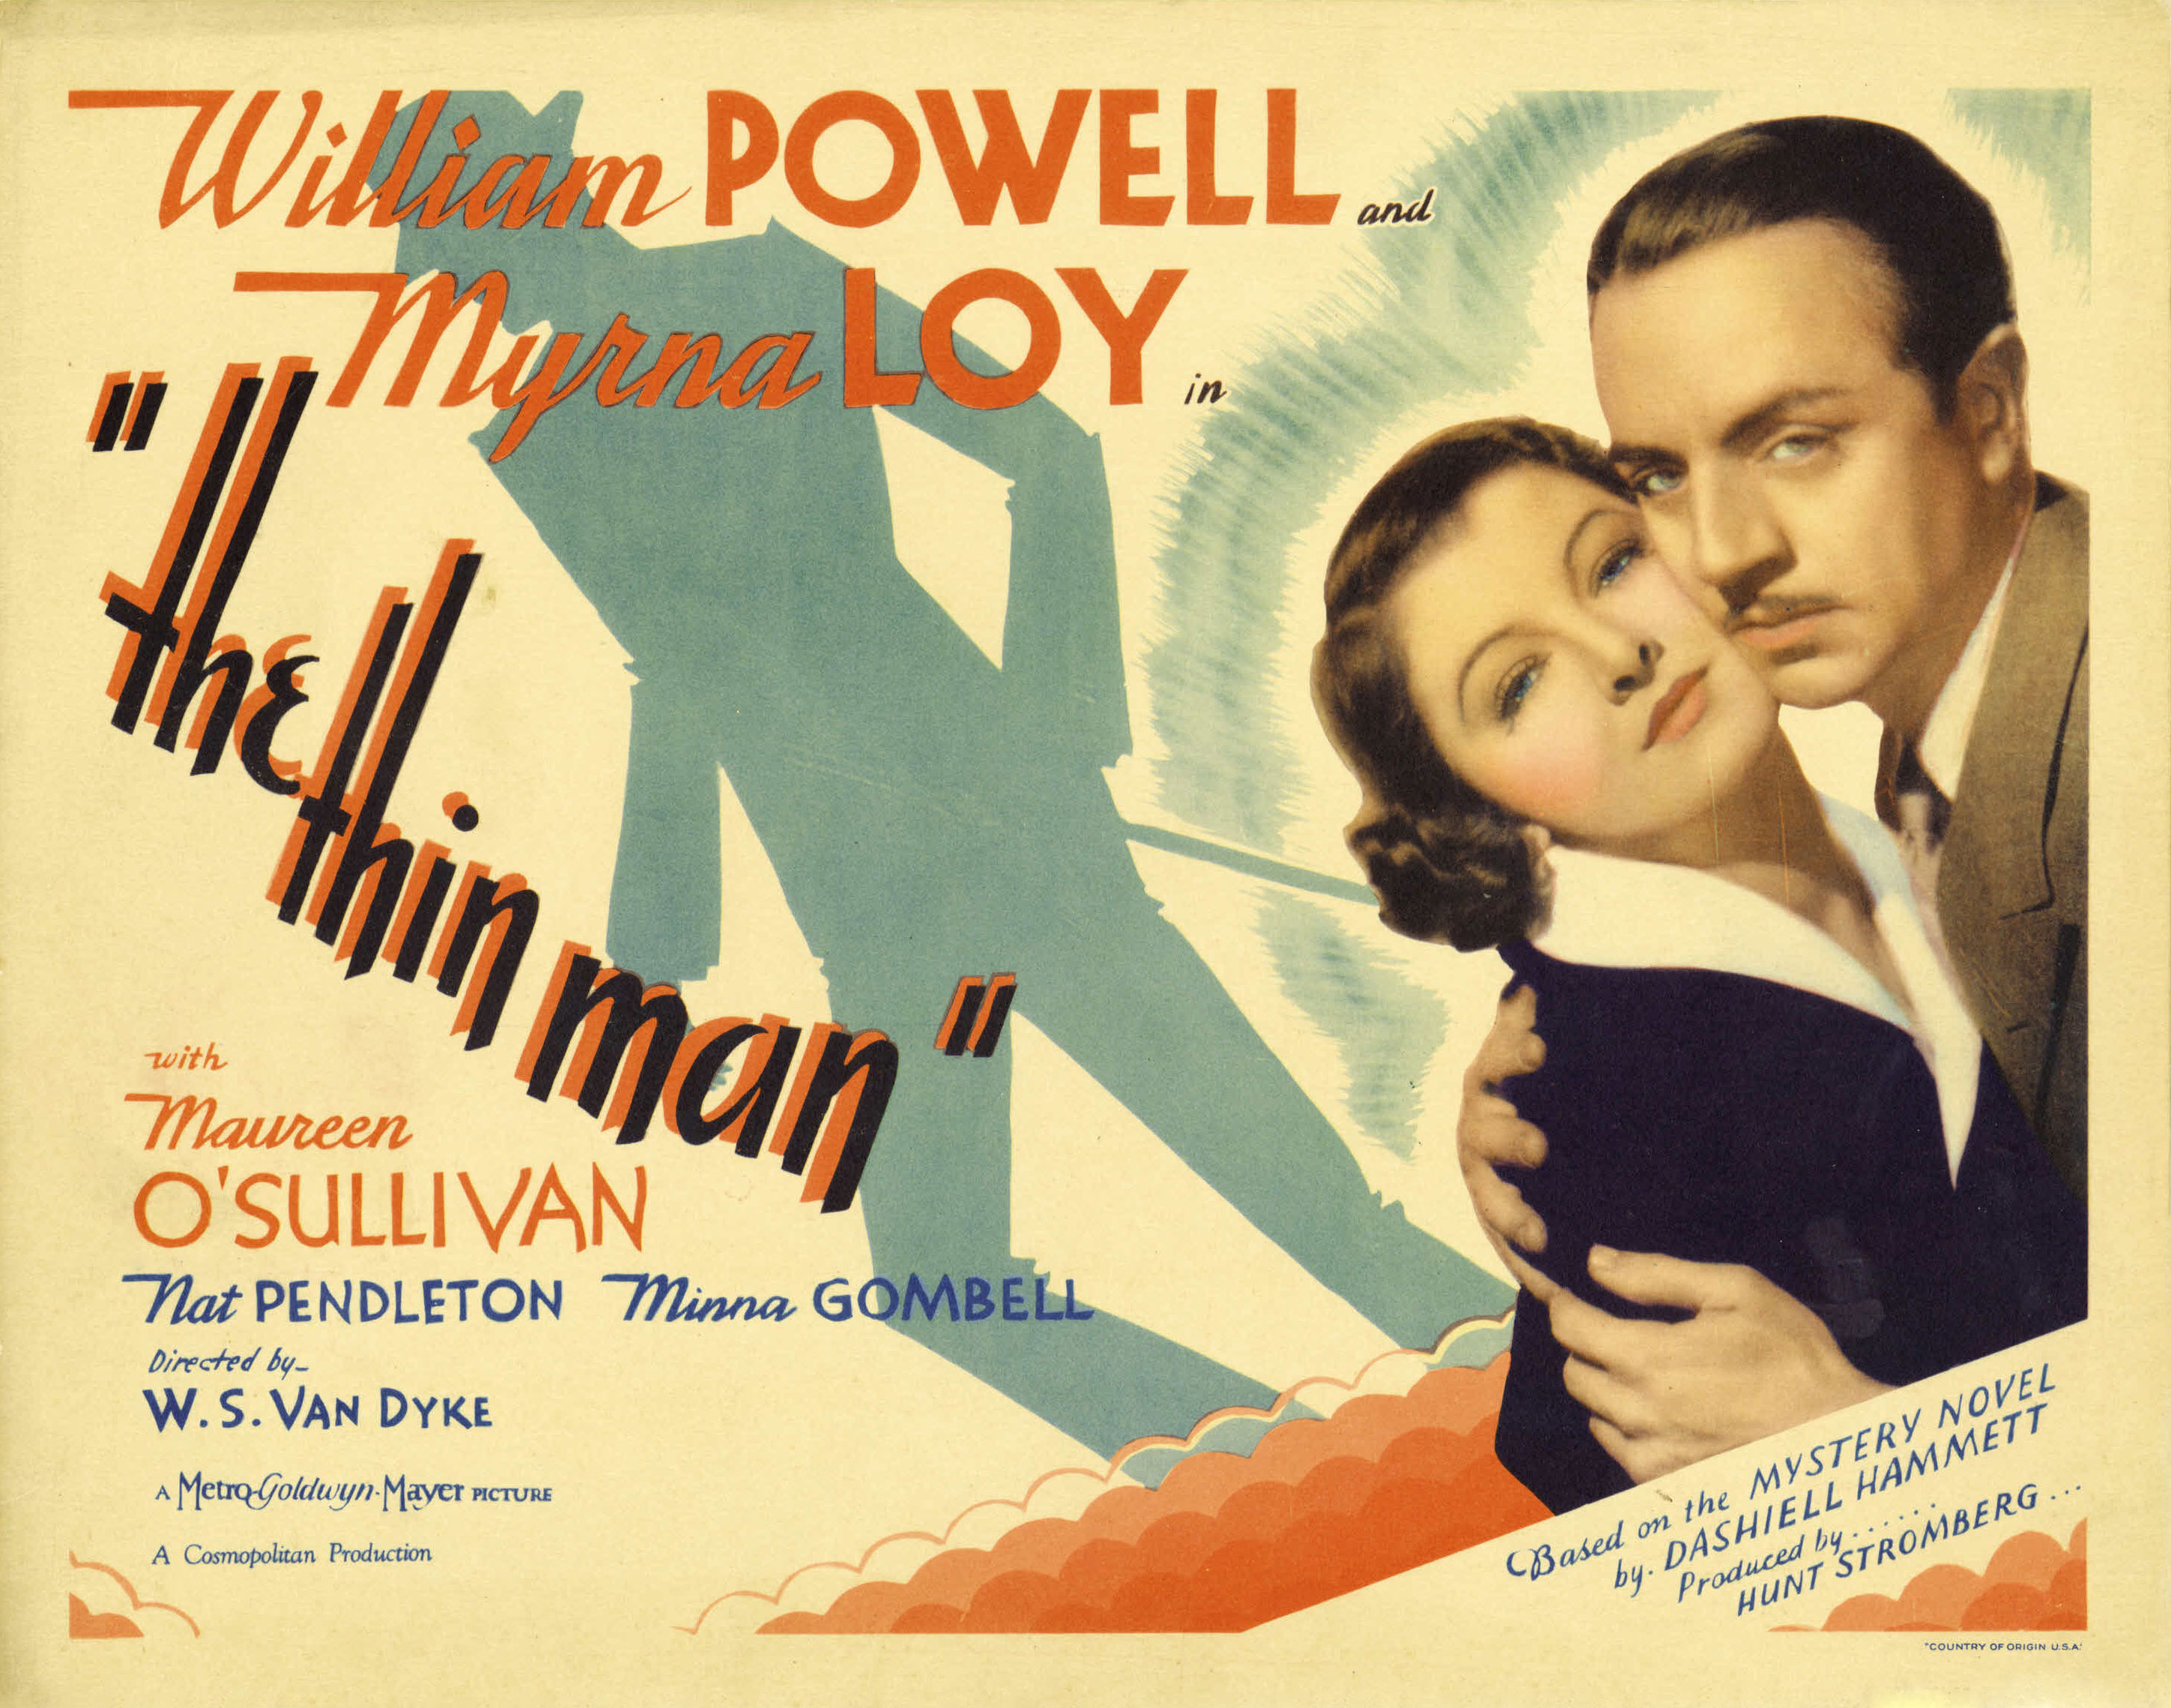 William POWELL and
Myrna LOY in
"the thin man"
with
Maureen
O'SULLIVAN
Nat PENDLETON Minna GOMBELL
Directed by-
W. S. VAN DYKE
A Metro-Goldwyn-Mayer PICTURE
A Cosmopolitan Production
Based on the MYSTERY NOVEL
by. DASHIELL HAMMETT
Produced by......
HUNT STROMBERG...
"COUNTRY OF ORIGIN U.S.A."